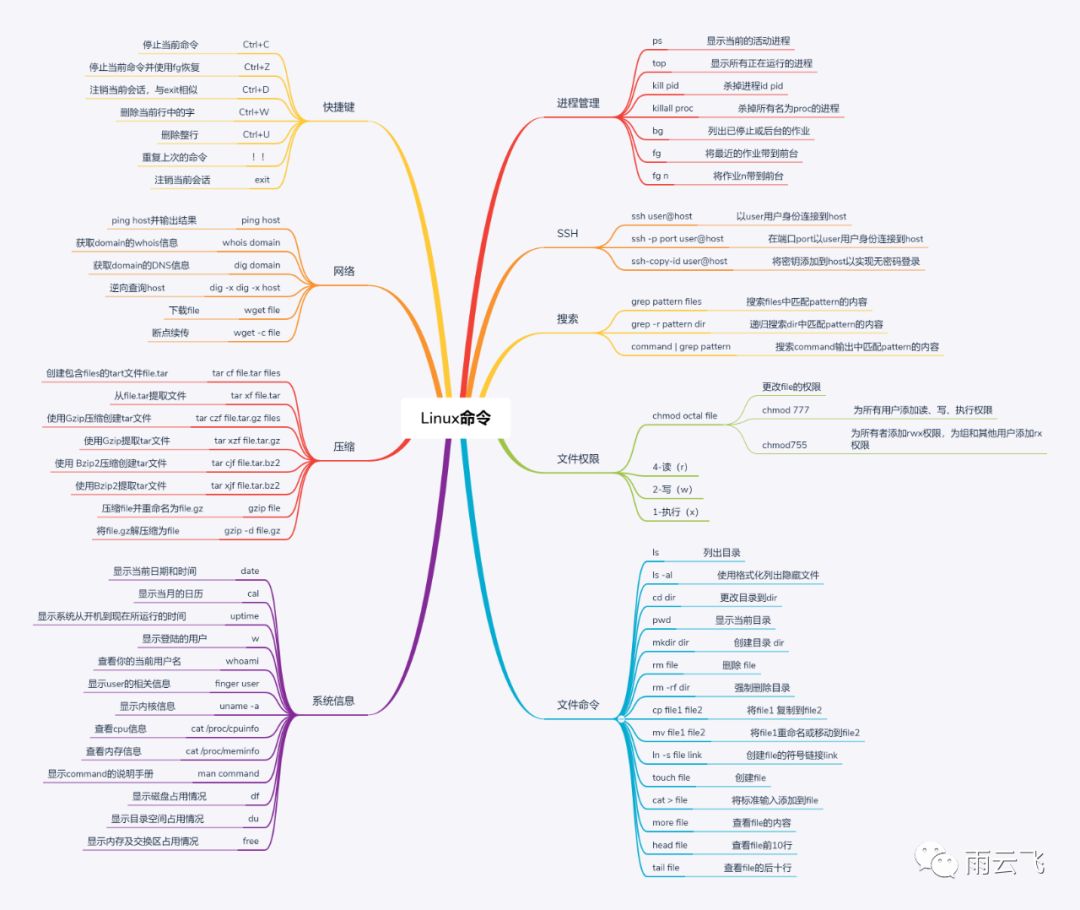 Linux命令
快捷键
停止当前命令 Ctrl+C
停止当前命令并使用fg恢复 Ctrl+Z
注销当前会话，与exit相似 Ctrl+D
删除当前行中的字 Ctrl+W
删除整行 Ctrl+U
重复上次的命令 ！！
注销当前会话 exit
网络
ping host并输出结果 ping host
获取domain的whois信息 whois domain
获取domain的DNS信息 dig domain
逆向查询host dig -x dig -x host
下载file wget file
断点续传 wget -c file
压缩
创建包含files的tart文件file.tar tar cf file.tar files
从file.tar提取文件 tar xf file.tar
使用Gzip压缩创建tar文件 tar czf file.tar.gz files
使用Gzip提取tar文件 tar xzf file.tar.gz
使用 Bzip2压缩创建tar文件 tar cjf file.tar.bz2
使用Bzip2提取tar文件 tar xjf file.tar.bz2
压缩file并重命名为file.gz gzip file
将file.gz解压缩为file gzip -d file.gz
系统信息
显示当前日期和时间 date
显示当月的日历 cal
显示系统从开机到现在所运行的时间 uptime
显示登陆的用户 w
查看你的当前用户名 whoami
显示user的相关信息 finger user
显示内核信息 uname -a
查看cpu信息 cat /proc/cpuinfo
查看内存信息 cat /proc/meminfo
显示command的说明手册 man command
显示磁盘占用情况 df
显示目录空间占用情况 du
显示内存及交换区占用情况 free
进程管理
ps 显示当前的活动进程
top 显示所有正在运行的进程
kill pid 杀掉进程id pid
killall proc 杀掉所有名为proc的进程
bg 列出已停止或后台的作业
fg 将最近的作业带到前台
fg n 将作业n带到前台
SSH
ssh user@host 以user用户身份连接到host
ssh -p port user@host 在端口port以user用户身份连接到host
ssh-copy-id user@host 将密钥添加到host以实现无密码登录
搜索
grep pattern files 搜索files中匹配pattern的内容
grep -r pattern dir 递归搜索dir中匹配pattern的内容
command | grep pattern 搜索command输出中匹配pattern的内容
文件权限
chmod octal file
更改file的权限
chmod 777 为所有用户添加读、写、执行权限
chmod755 为所有者添加rwx权限，为组和其他用户添加rx
权限
4-读（r）
2-写（w）
1-执行（x）
文件命令
ls 列出目录
ls -al 使用格式化列出隐藏文件
cd dir 更改目录到dir
pwd 显示当前目录
mkdir dir 创建目录 dir
rm file 删除 file
rm -rf dir 强制删除目录
cp file1 file2 将file1 复制到file2
mv file1 file2 将file1重命名或移动到file2
ln -s file link 创建file的符号链接link
touch file 创建file
cat > file 将标准输入添加到file
more file 查看file的内容
head file 查看file前10行
tail file 查看file的后十行
雨云飞